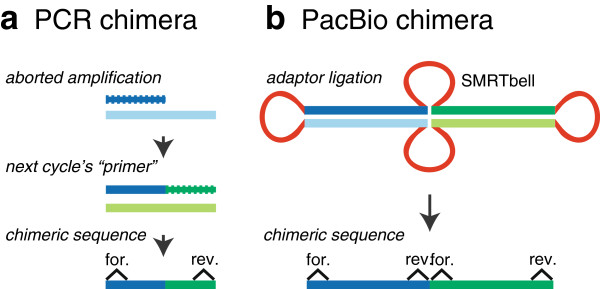 a PCR chimera
aborted amplification
next cycle's “primer”
chimeric sequence
for. rev.
b PacBio chimera
adaptor ligation SMRTbell
chimeric sequence
for. rev. for. rev.